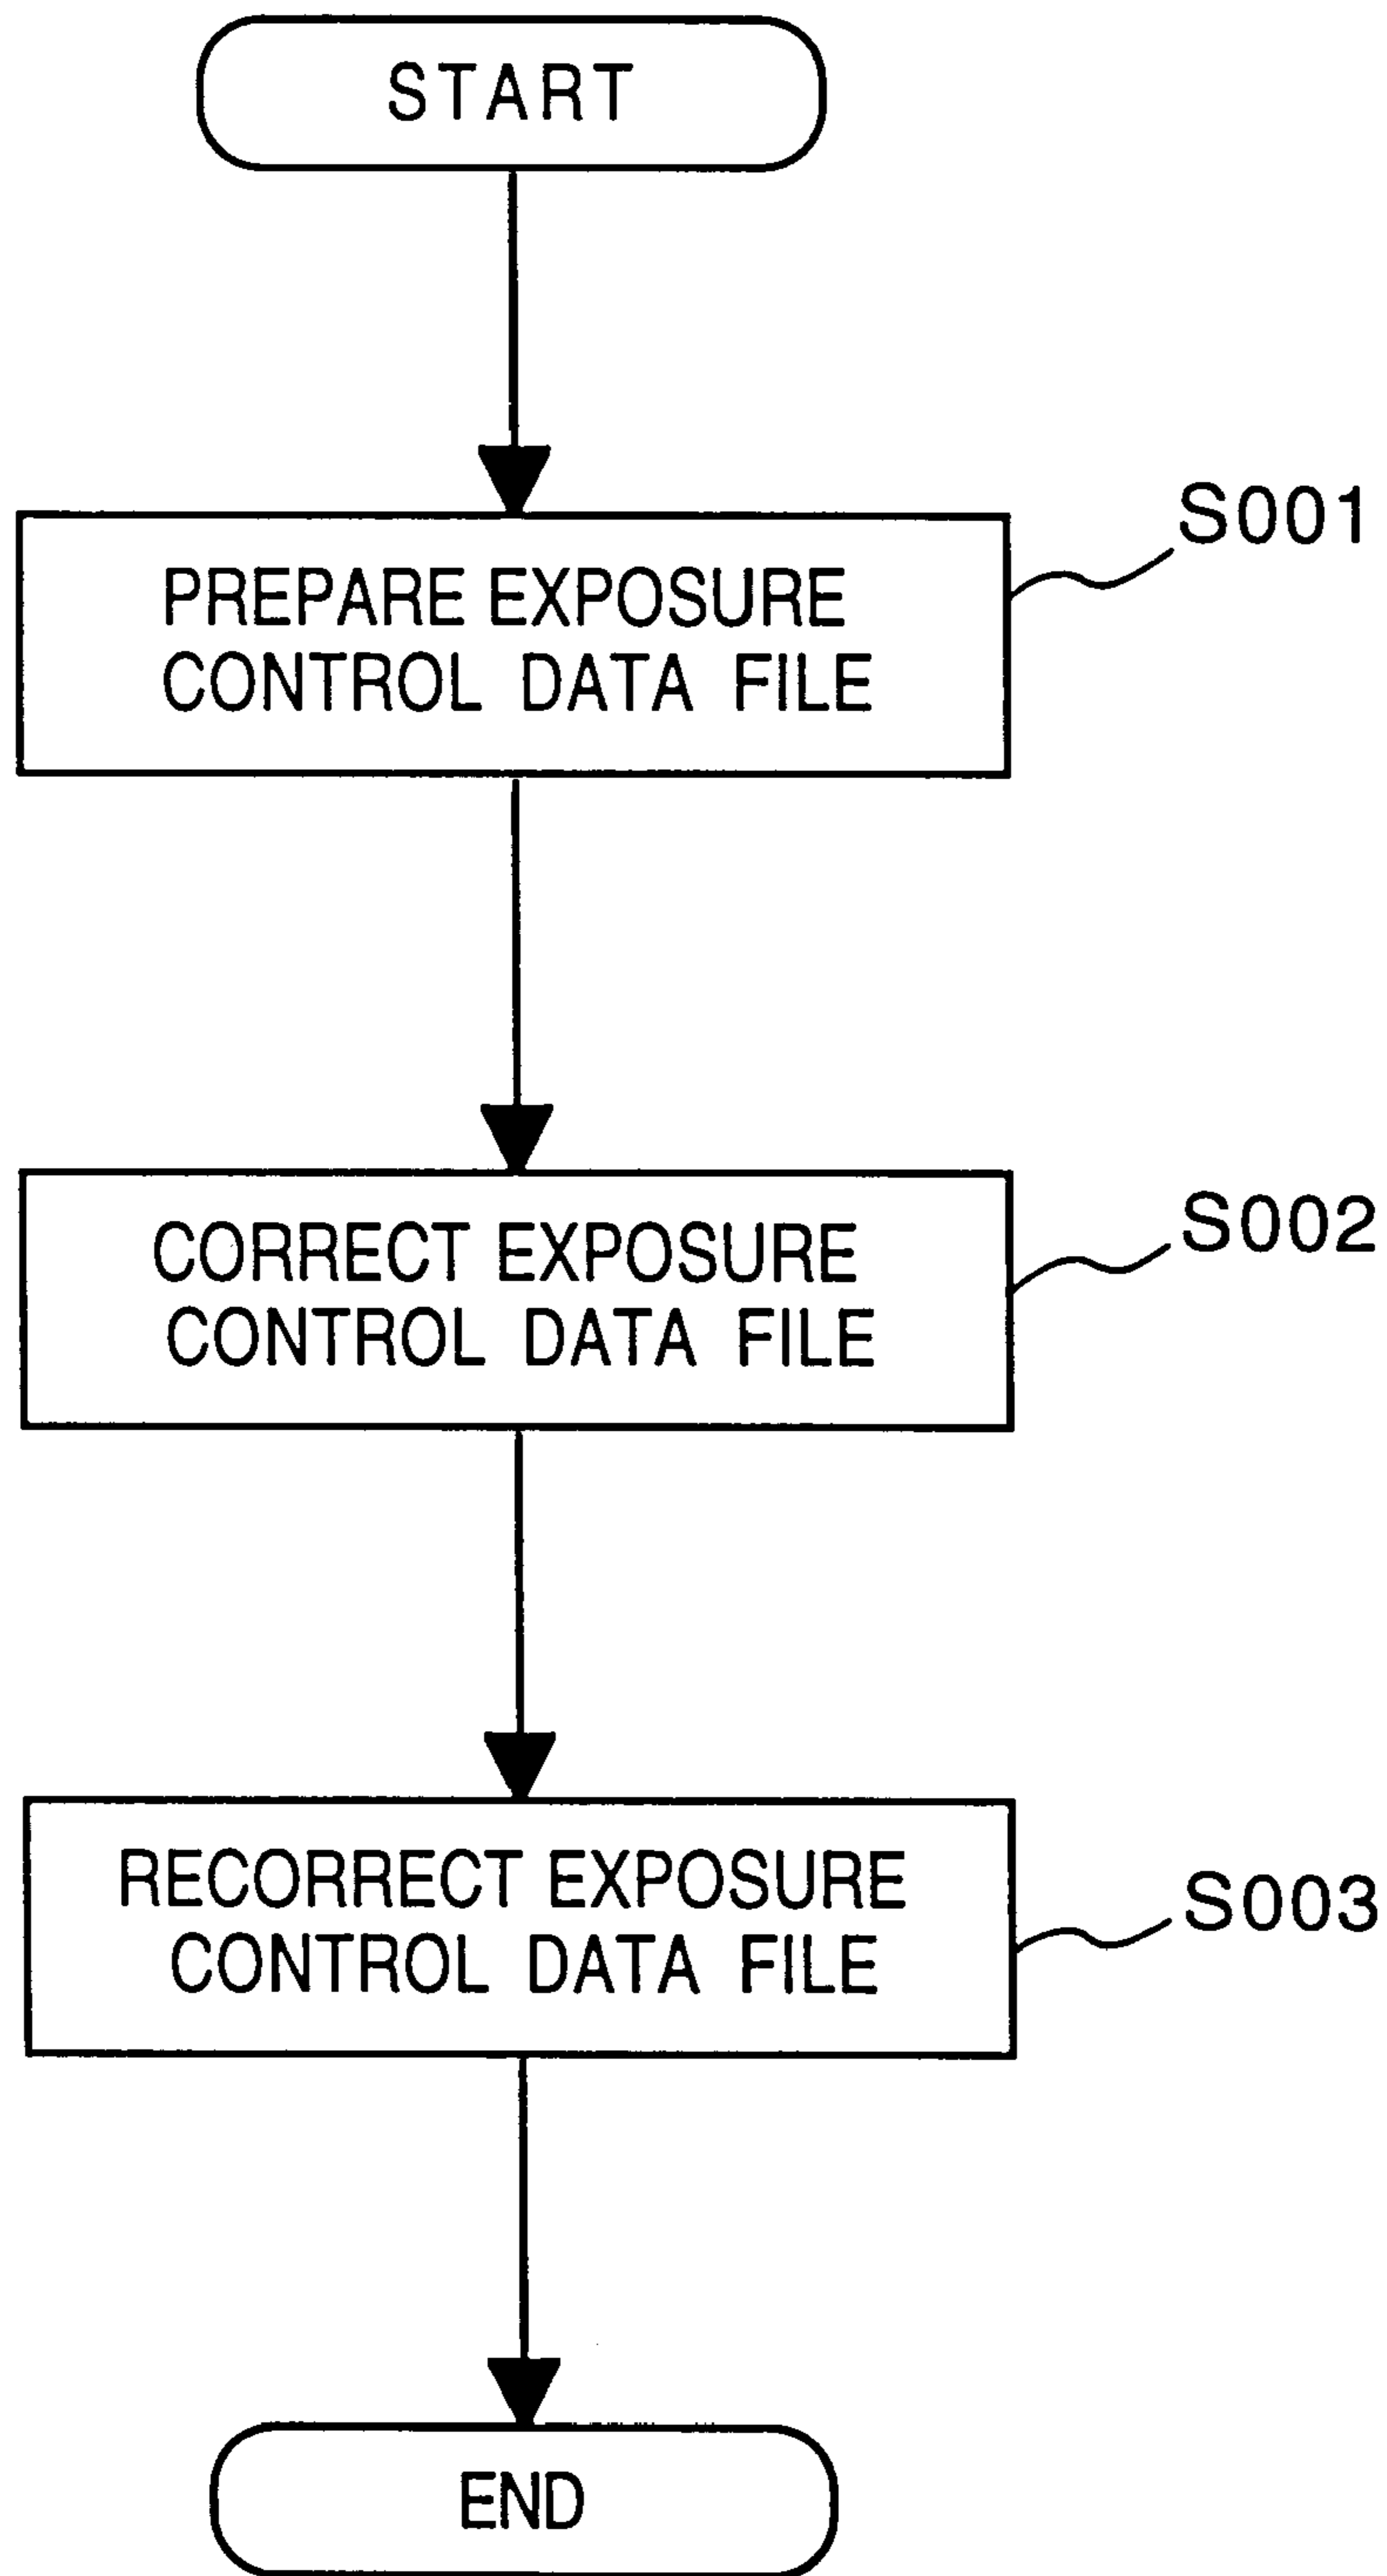 START
S001
PREPARE EXPOSURE
CONTROL DATA FILE
S002
CORRECT EXPOSURE
CONTROL DATA FILE
S003
RECORRECT EXPOSURE
CONTROL DATA FILE
END